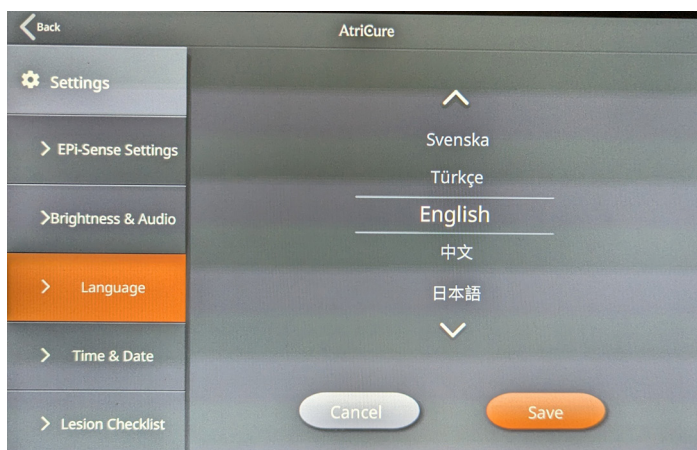 Back
AtriCure
Settings
EPi-Sense Settings
Brightness & Audio
Language
Time & Date
Lesion Checklist
Svenska
Türkçe
English
中文
日本語
Cancel
Save